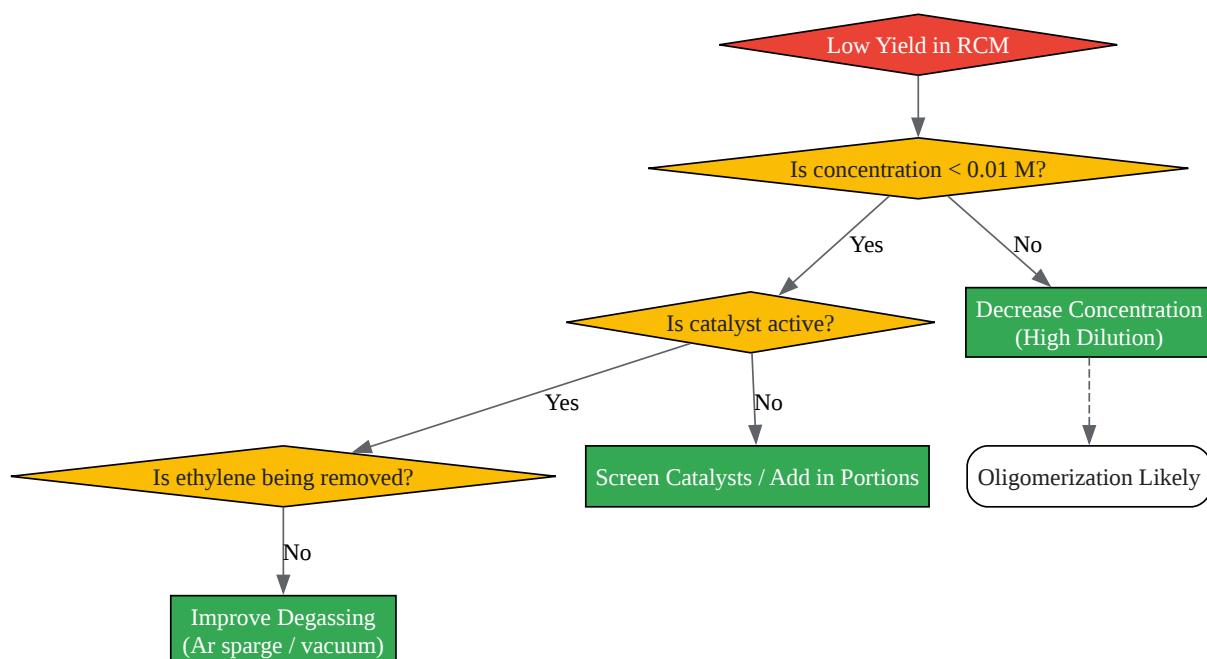 Low Yield in RCM
Is concentration < 0.01 M?
Yes
No
Is catalyst active?
Decrease Concentration
(High Dilution)
Yes
No
Is ethylene being removed?
Screen Catalysts / Add in Portions
Oligomerization Likely
No
Improve Degassing
(Ar sparge / vacuum)